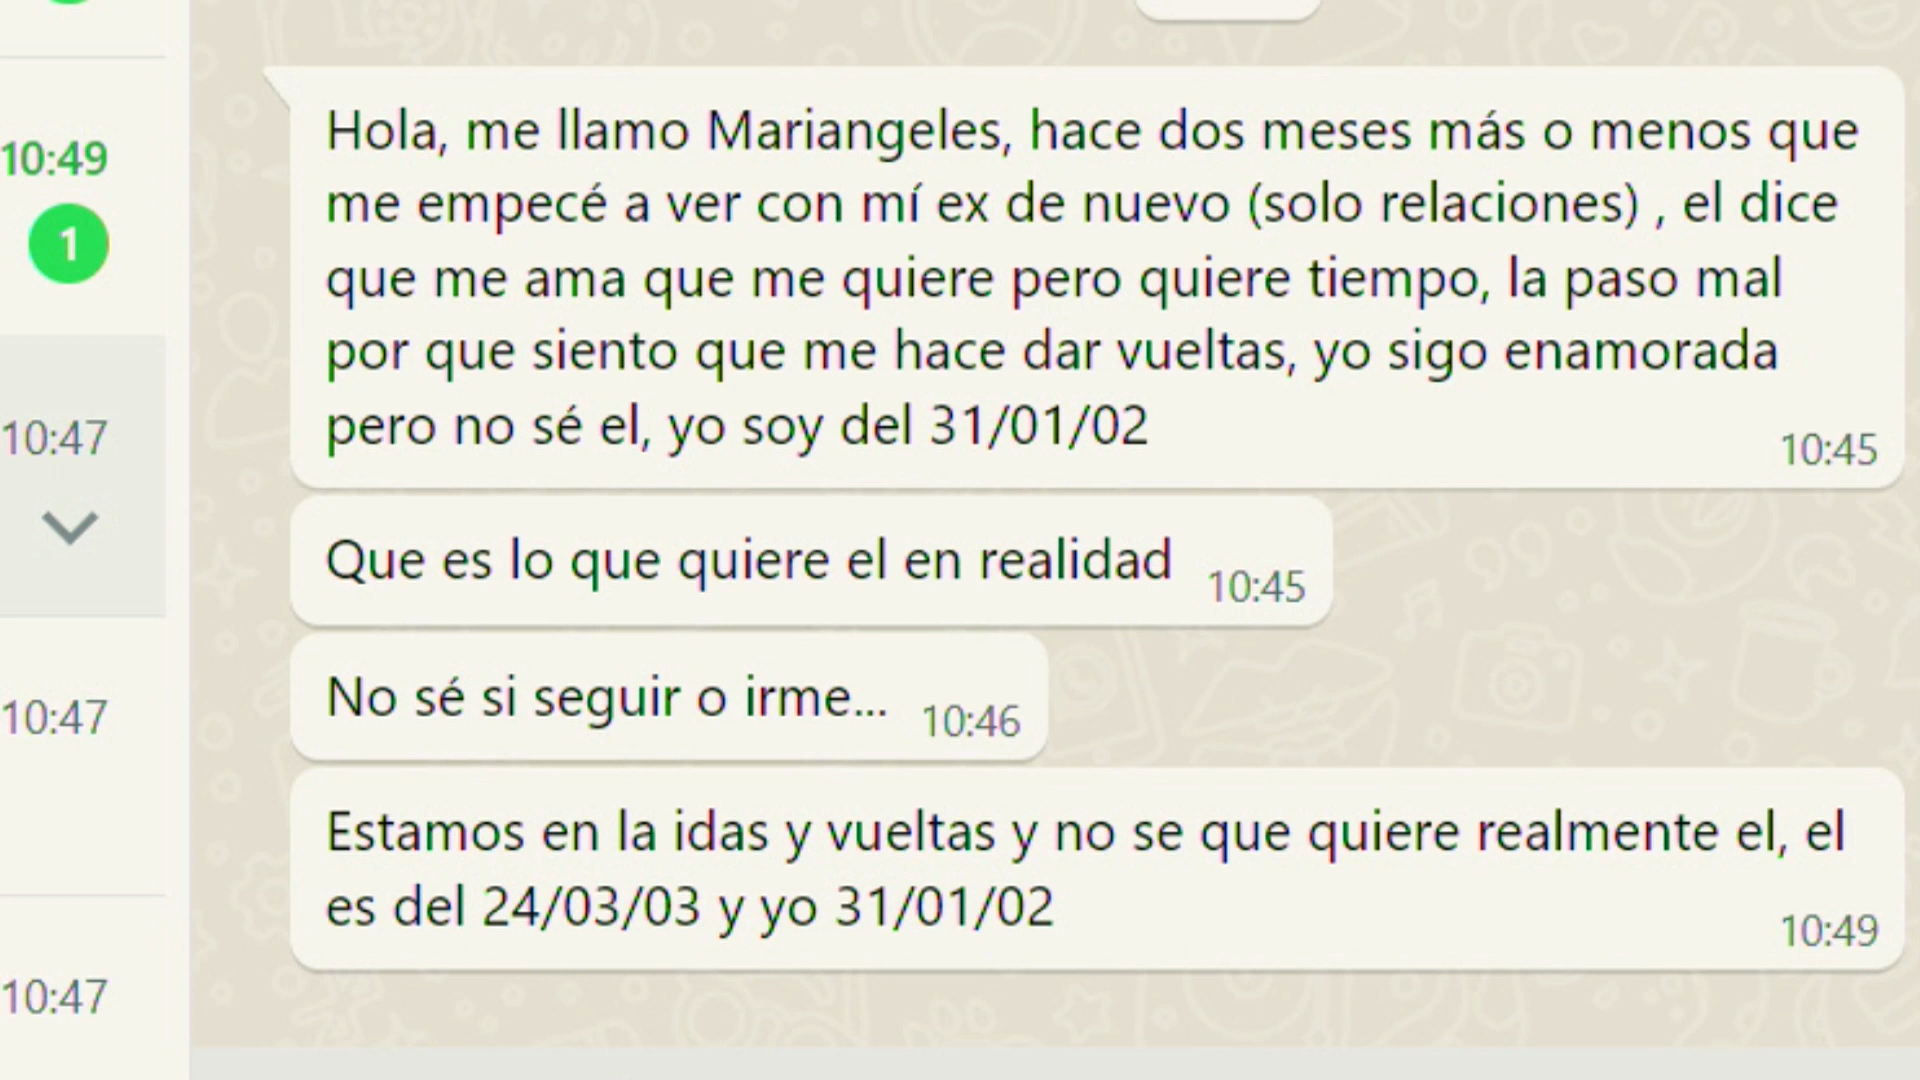 Hola, me llamo Mariangeles, hace dos meses más o menos que
me empecé a ver con mí ex de nuevo (solo relaciones) , el dice
que me ama que me quiere pero quiere tiempo, la paso mal
por que siento que me hace dar vueltas, yo sigo enamorada
pero no sé el, yo soy del 31/01/02
10:45
Que es lo que quiere el en realidad 10:45
No sé si seguir o irme... 10:46
Estamos en la idas y vueltas y no se que quiere realmente el, el
es del 24/03/03 y yo 31/01/02
10:49
10:49
1
10:47
10:47
10:47